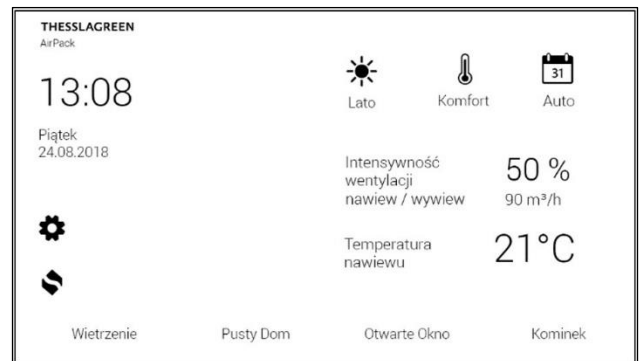 THESSLAGREEN
AirPack
13:08
Piątek
24.08.2018
31
Lato
Komfort
Auto
Intensywność
wentylacji
nawiew / wywiew
50 %
90 m³/h
Temperatura
nawiewu
21°C
Wietrzenie
Pusty Dom
Otwarte Okno
Kominek